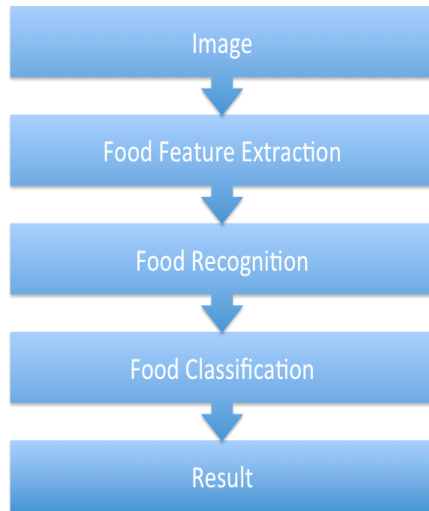 Image
Food Feature Extraction
Food Recognition
Food Classification
Result